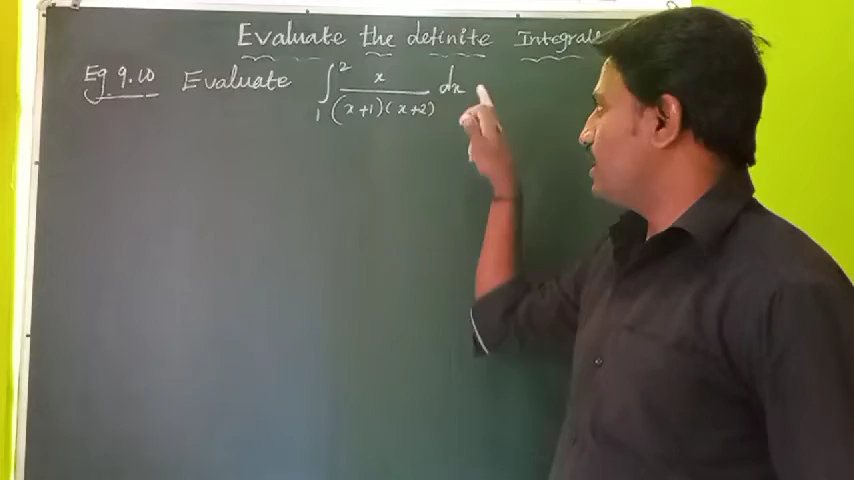 Evaluate the definite Integrals
Eg 9.10 Evaluate ∫₁² x/((x+1)(x+2)) dx